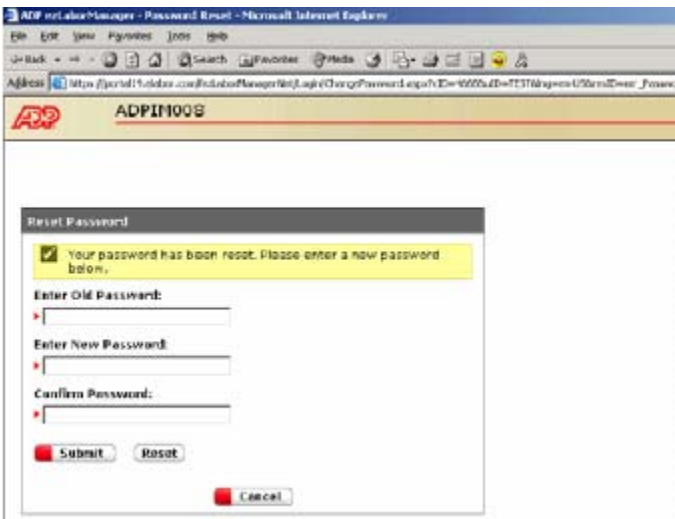 ADP ezLaborManager - Password Reset - Microsoft Internet Explorer
File Edit View Favorites Tools Help
Back Search Favorites Media
Address
ADP
ADPIM008
Reset Password
Your password has been reset. Please enter a new password
below.
Enter Old Password:
Enter New Password:
Confirm Password:
Submit Reset
Cancel